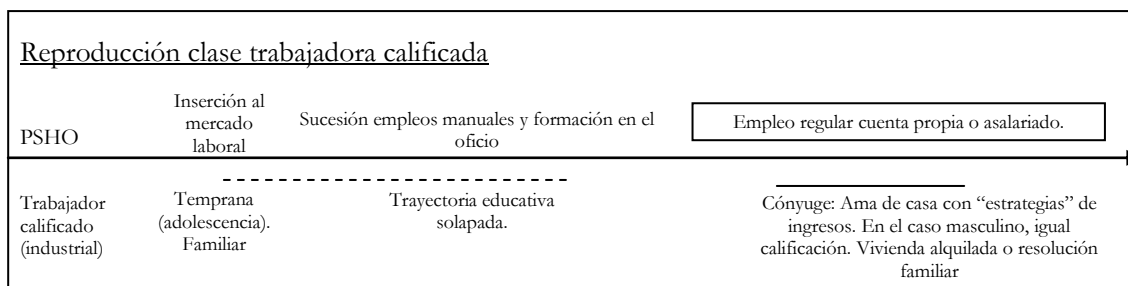 Reproducción clase trabajadora calificada
PSHO
Inserción al
mercado
laboral
Sucesión empleos manuales y formación en el
oficio
Empleo regular cuenta propia o asalariado.
Trabajador
calificado
(industrial)
Temprana
(adolescencia).
Familiar
Trayectoria educativa
solapada.
Cónyuge: Ama de casa con “estrategias” de
ingresos. En el caso masculino, igual
calificación. Vivienda alquilada o resolución
familiar